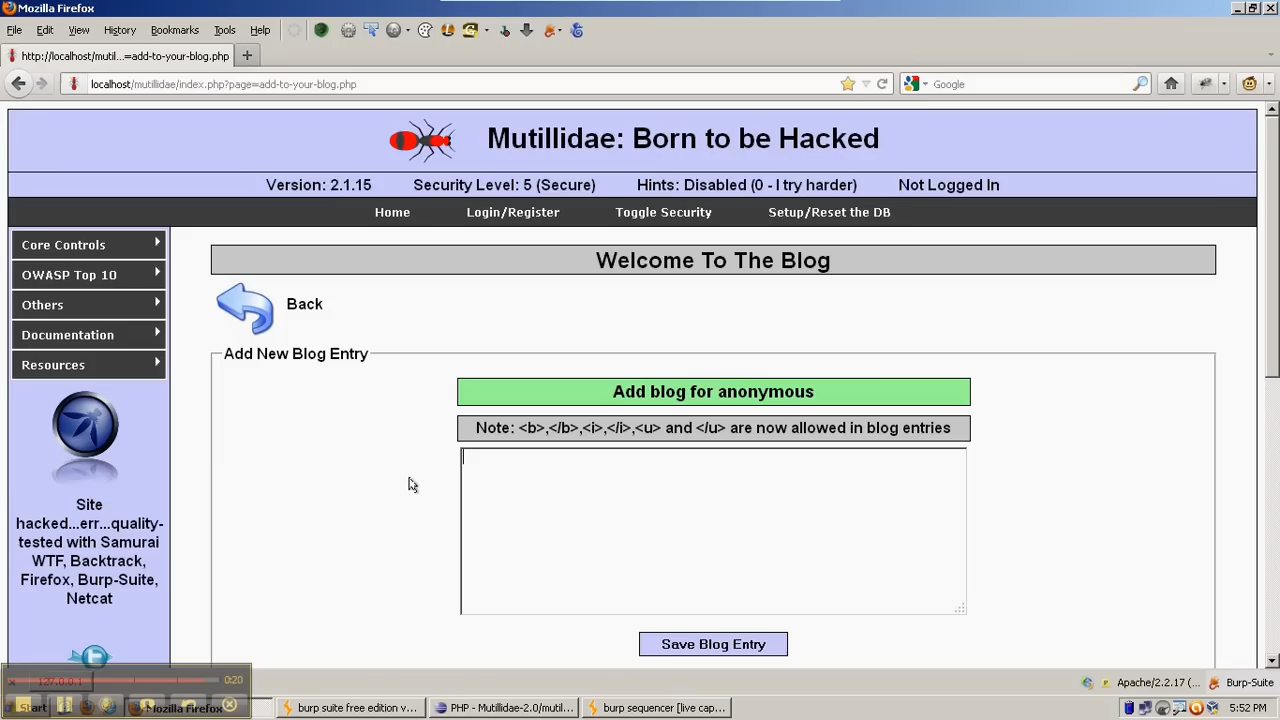 Mozilla Firefox
File Edit View History Bookmarks Tools Help
http://localhost/mutil...=add-to-your-blog.php
localhost/mutillidae/index.php?page=add-to-your-blog.php
Google
Mutillidae: Born to be Hacked
Version: 2.1.15 Security Level: 5 (Secure) Hints: Disabled (0 - I try harder) Not Logged In
Home Login/Register Toggle Security Setup/Reset the DB
Core Controls
OWASP Top 10
Others
Documentation
Resources
Welcome To The Blog
Back
Add New Blog Entry
Add blog for anonymous
Note: <b>,</b>,<i>,</i>,<u> and </u> are now allowed in blog entries
Save Blog Entry
Site
hacked...err...quality-
tested with Samurai
WTF, Backtrack,
Firefox, Burp-Suite,
Netcat
127.0.0.1 0:20
Apache/2.2.17 (... Burp-Suite
Start Mozilla Firefox burp suite free edition v... PHP - Mutillidae-2.0/mutil... burp sequencer [live cap... 5:52 PM